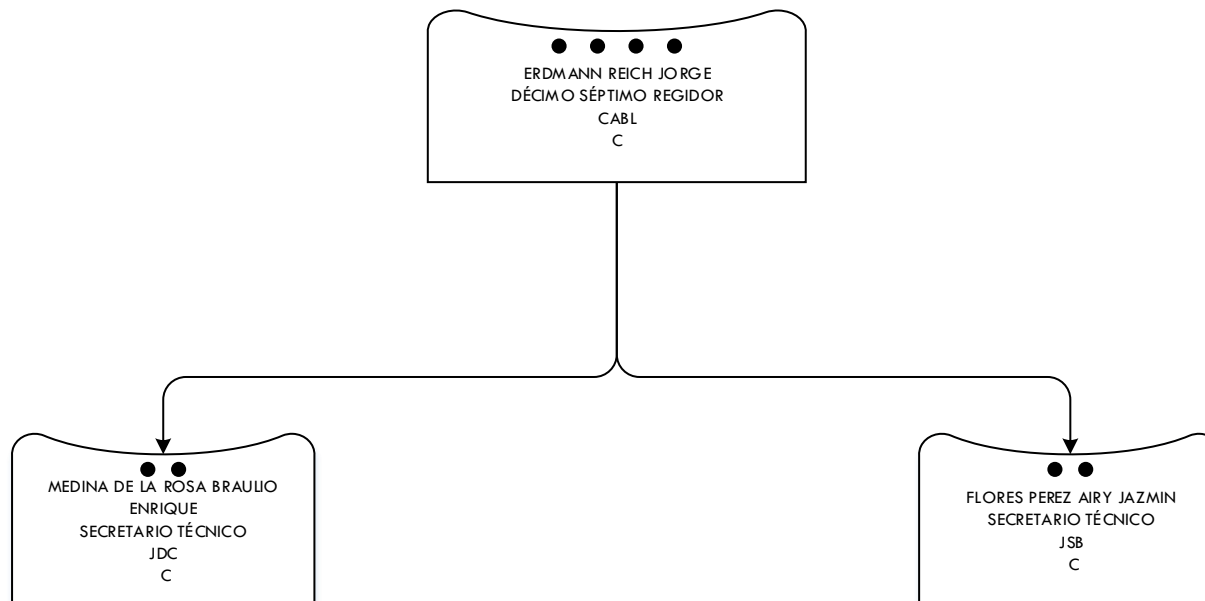 ERDMANN REICH JORGE
DÉCIMO SÉPTIMO REGIDOR
CABL
C
MEDINA DE LA ROSA BRAULIO
ENRIQUE
SECRETARIO TÉCNICO
JDC
C
FLORES PEREZ AIRY JAZMIN
SECRETARIO TÉCNICO
JSB
C